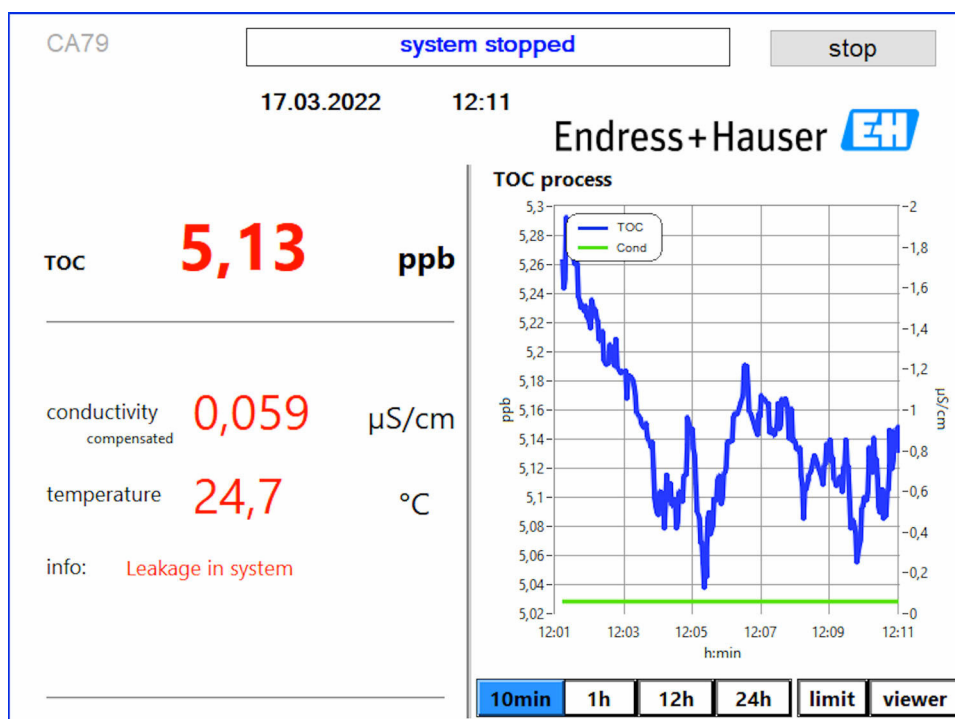 CA79
system stopped
stop
17.03.2022 12:11
Endress+Hauser EH
TOC 5,13 ppb
conductivity 0,059 µS/cm
compensated
temperature 24,7 °C
info: Leakage in system
TOC process
TOC
Cond
5,3
5,28
5,26
5,24
5,22
5,2
5,18
5,16
5,14
5,12
5,1
5,08
5,06
5,04
5,02
ppb
2
1,8
1,6
1,4
1,2
1
0,8
0,6
0,4
0,2
0
µS/cm
12:01 12:03 12:05 12:07 12:09 12:11
h:min
10min 1h 12h 24h limit viewer